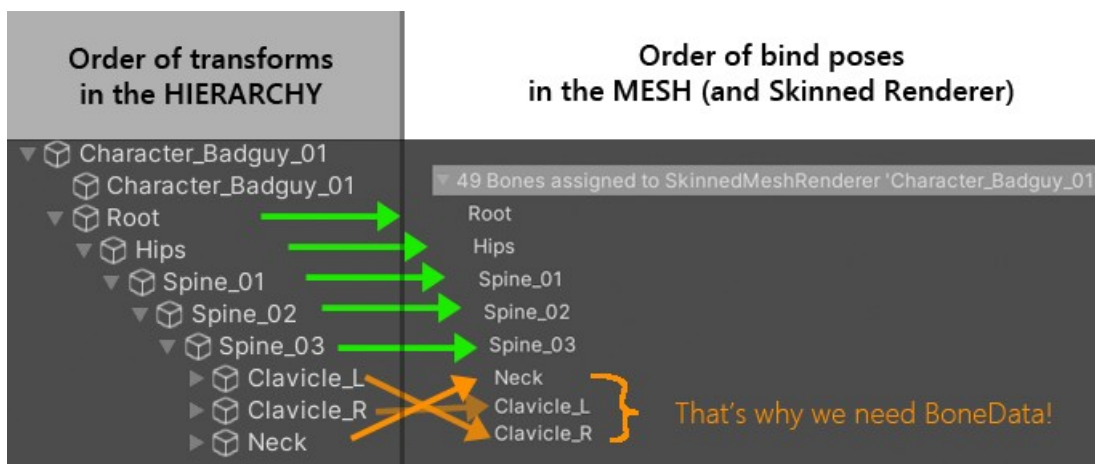 Order of transforms
in the HIERARCHY
Order of bind poses
in the MESH (and Skinned Renderer)
Character_Badguy_01
Character_Badguy_01
Root
Hips
Spine_01
Spine_02
Spine_03
Clavicle_L
Clavicle_R
Neck
49 Bones assigned to SkinnedMeshRenderer 'Character_Badguy_01
Root
Hips
Spine_01
Spine_02
Spine_03
Neck
Clavicle_L
Clavicle_R
That's why we need BoneData!